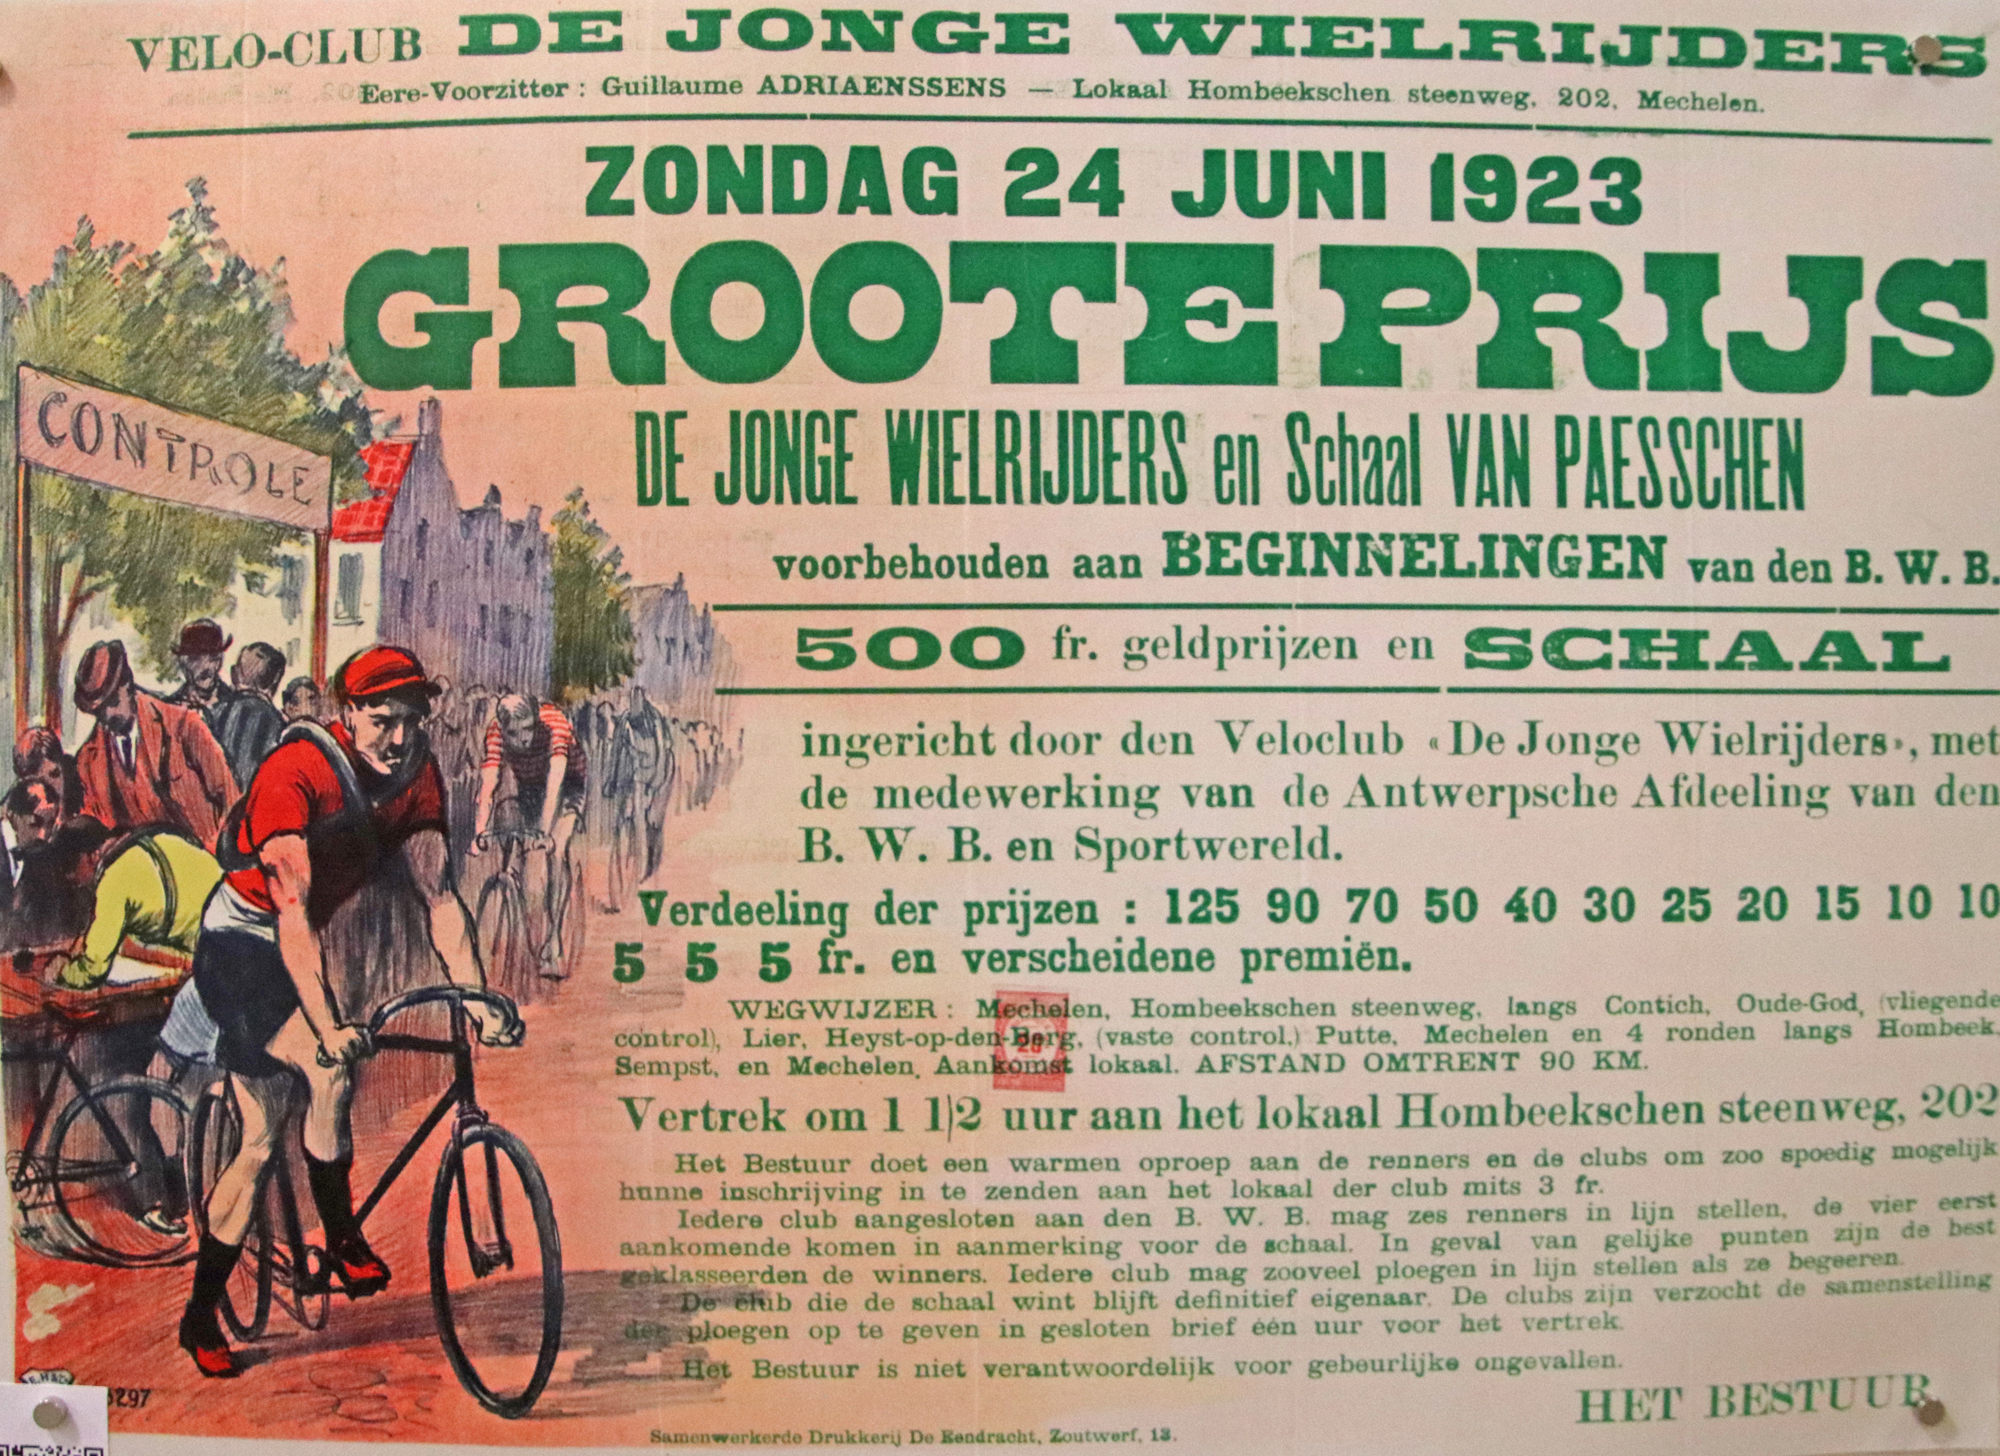 VELO-CLUB DE JONGE WIELRIJDERS
Eere-Voorzitter : Guillaume ADRIAENSSENS — Lokaal Hombeekschen steenweg, 202, Mechelen.
ZONDAG 24 JUNI 1923
GROOTE PRIJS
DE JONGE WIELRIJDERS en Schaal VAN PAESSCHEN
voorbehouden aan BEGINNELINGEN van den B. W. B.
500 fr. geldprijzen en SCHAAL
CONTROLE
ingericht door den Veloclub «De Jonge Wielrijders», met
de medewerking van de Antwerpsche Afdeeling van den
B. W. B. en Sportwereld.
Verdeeling der prijzen : 125 90 70 50 40 30 25 20 15 10 10
5 5 5 fr. en verscheidene premiën.
WEGWIJZER : Mechelen, Hombeekschen steenweg, langs Contich, Oude-God, (vliegende
control), Lier, Heyst-op-den-Berg, (vaste control,) Putte, Mechelen en 4 ronden langs Hombeek,
Sempst, en Mechelen, Aankomst lokaal. AFSTAND OMTRENT 90 KM.
Vertrek om 1 1|2 uur aan het lokaal Hombeekschen steenweg, 202
Het Bestuur doet een warmen oproep aan de renners en de clubs om zoo spoedig mogelijk
hunne inschrijving in te zenden aan het lokaal der club mits 3 fr.
Iedere club aangesloten aan den B. W. B. mag zes renners in lijn stellen, de vier eerst
aankomende komen in aanmerking voor de schaal. In geval van gelijke punten zijn de best
geklasseerden de winners. Iedere club mag zooveel ploegen in lijn stellen als ze begeeren.
De club die de schaal wint blijft definitief eigenaar. De clubs zijn verzocht de samenstelling
der ploegen op te geven in gesloten brief één uur voor het vertrek.
Het Bestuur is niet verantwoordelijk voor gebeurlijke ongevallen.
HET BESTUUR
Samenwerkerde Drukkerij De Eendracht, Zoutwerf, 13.